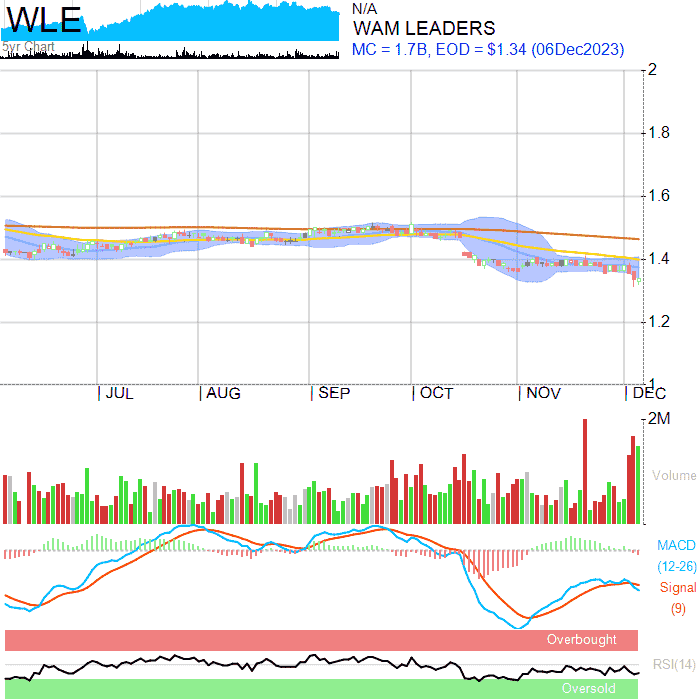 WLE
5yr Chart
N/A
WAM LEADERS
MC = 1.7B, EOD = $1.34 (06Dec2023)
2
1.8
1.6
1.4
1.2
1
JUL AUG SEP OCT NOV DEC
2M
Volume
MACD
(12-26)
Signal
(9)
Overbought
RSI(14)
Oversold